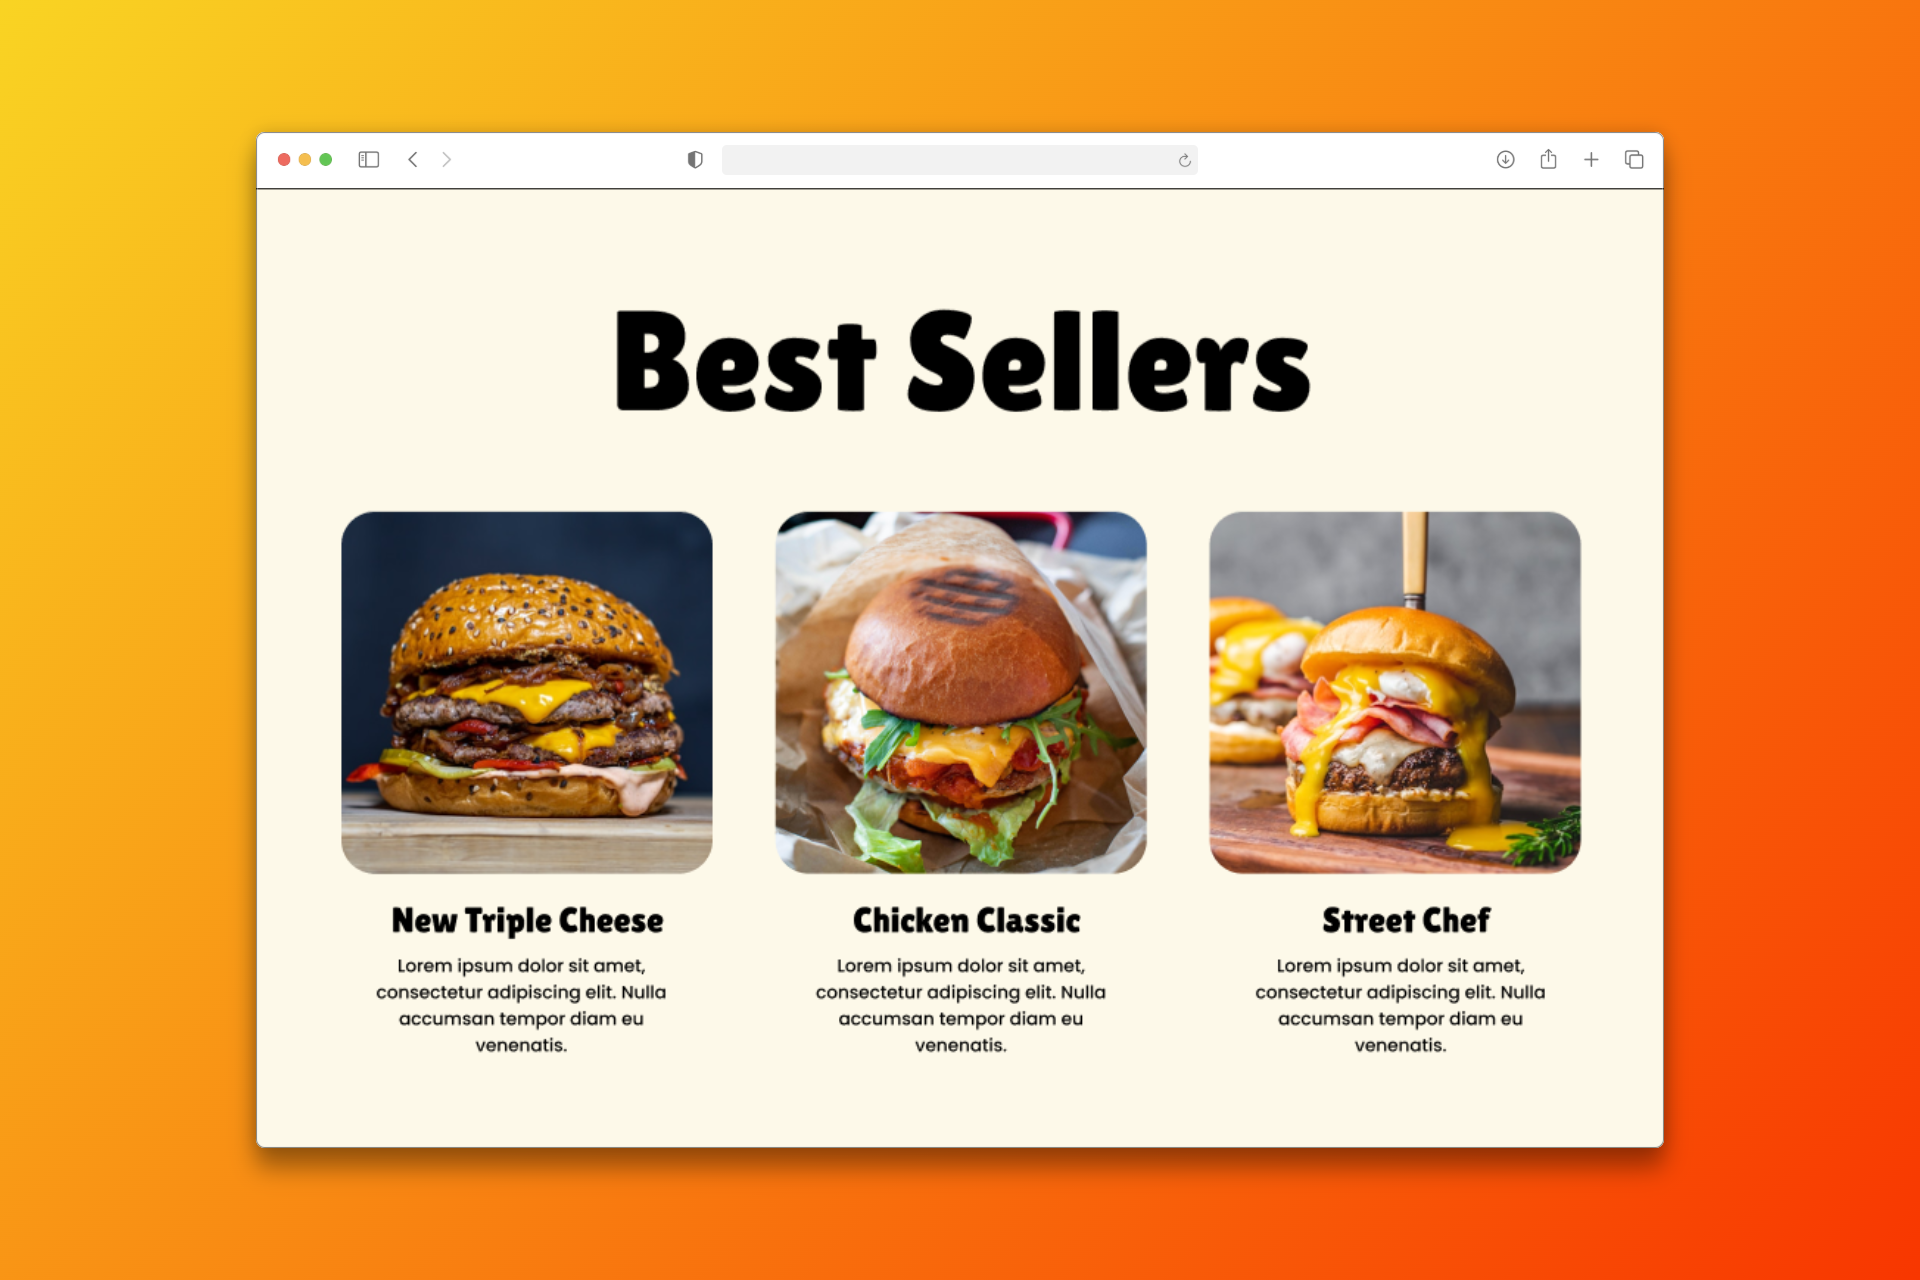 Best Sellers
New Triple Cheese
Lorem ipsum dolor sit amet,
consectetur adipiscing elit. Nulla
accumsan tempor diam eu
venenatis.
Chicken Classic
Lorem ipsum dolor sit amet,
consectetur adipiscing elit. Nulla
accumsan tempor diam eu
venenatis.
Street Chef
Lorem ipsum dolor sit amet,
consectetur adipiscing elit. Nulla
accumsan tempor diam eu
venenatis.